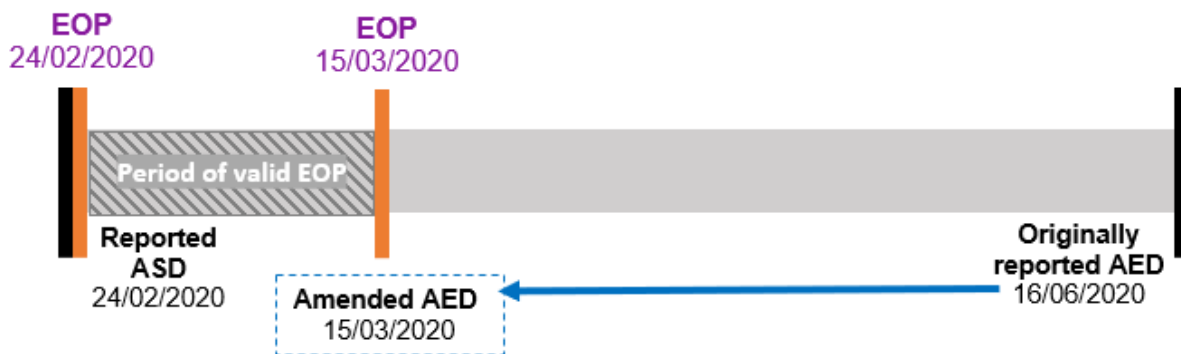 EOP
24/02/2020
EOP
15/03/2020
Period of valid EOP
Reported
ASD
24/02/2020
Amended AED
15/03/2020
Originally
reported AED
16/06/2020